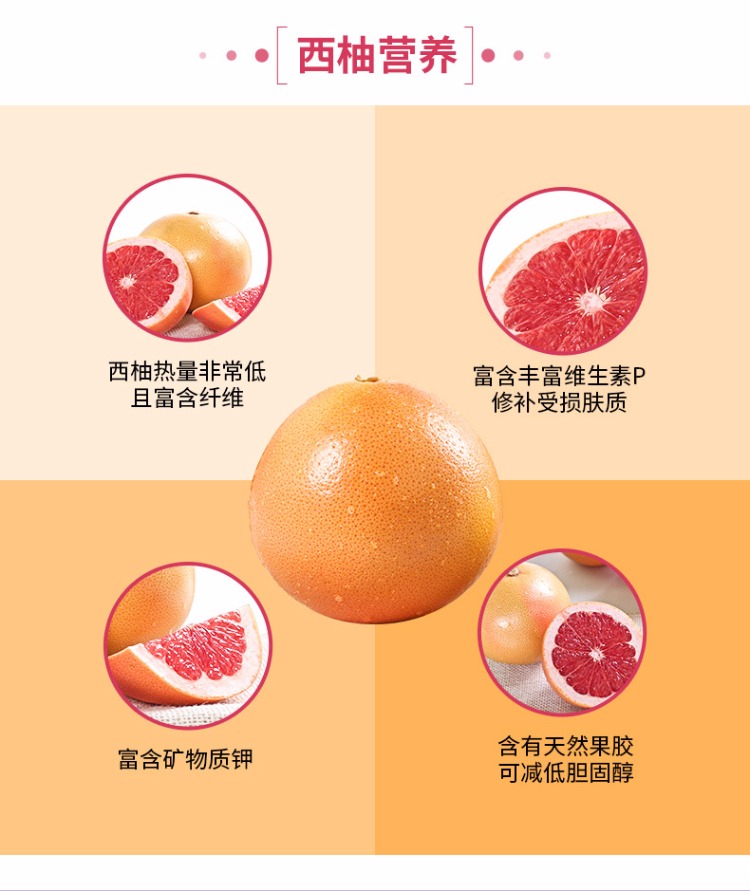 西柚营养
西柚热量非常低
且富含纤维
富含丰富维生素P
修补受损肤质
富含矿物质钾
含有天然果胶
可减低胆固醇